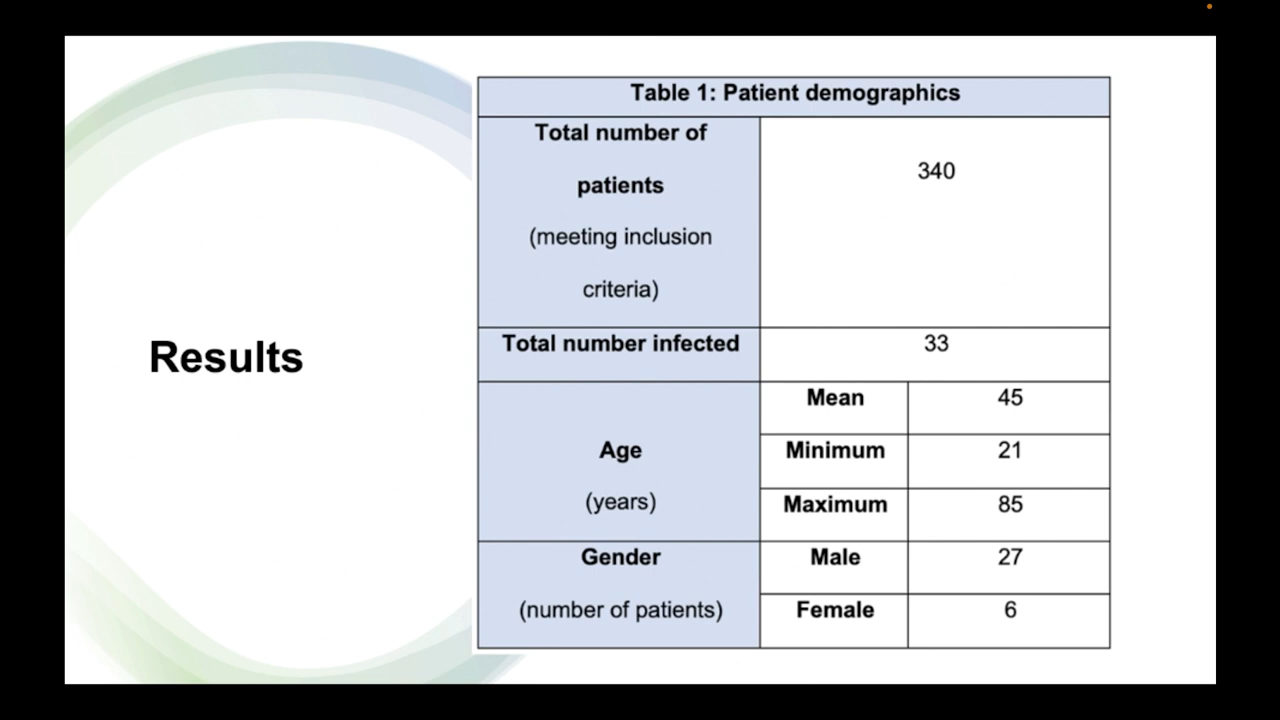 Results
Table 1: Patient demographics
Total number of
patients
(meeting inclusion
criteria)
340
Total number infected
33
Age
(years)
Mean
45
Minimum
21
Maximum
85
Gender
(number of patients)
Male
27
Female
6